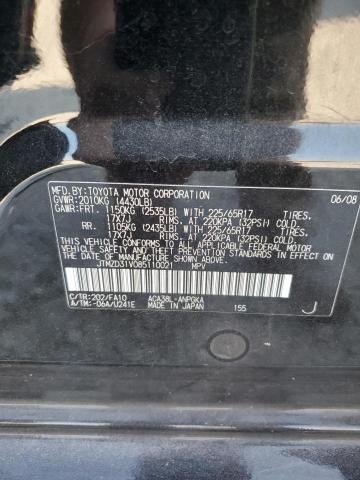 MFD.BY:TOYOTA MOTOR CORPORATION 06/08
GVWR:2010KG (4430LB)
GAWR:FRT. 1150KG (2535LB) WITH 225/65R17 TIRES.
17X7J RIMS. AT 220KPA (32PSI) COLD.
RR. 1105KG (2435LB) WITH 225/65R17 TIRES.
17X7J RIMS. AT 220KPA (32PSI) COLD.
THIS VEHICLE CONFORMS TO ALL APPLICABLE FEDERAL
MOTOR VEHICLE SAFETY STANDARDS IN EFFECT ON THE
DATE OF MANUFACTURE SHOWN ABOVE.
JTMZD31V085110021 MPV
C/TR:202/FA10 ACA38L-ANPGKA
A/TM:-06A/U241E MADE IN JAPAN 155 J